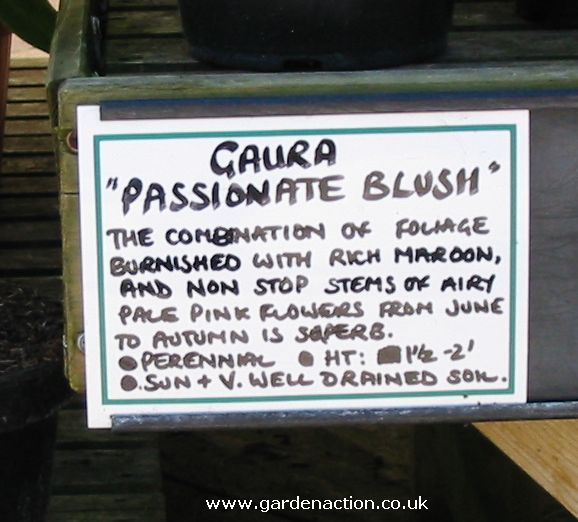 GAURA
"PASSIONATE BLUSH"
THE COMBINATION OF FOLIAGE
BURNISHED WITH RICH MAROON,
AND NON STOP STEMS OF AIRY
PALE PINK FLOWERS FROM JUNE
TO AUTUMN IS SUPERB.
● PERENNIAL ● HT: 1½-2'
● SUN + V. WELL DRAINED SOIL.
www.gardenaction.co.uk